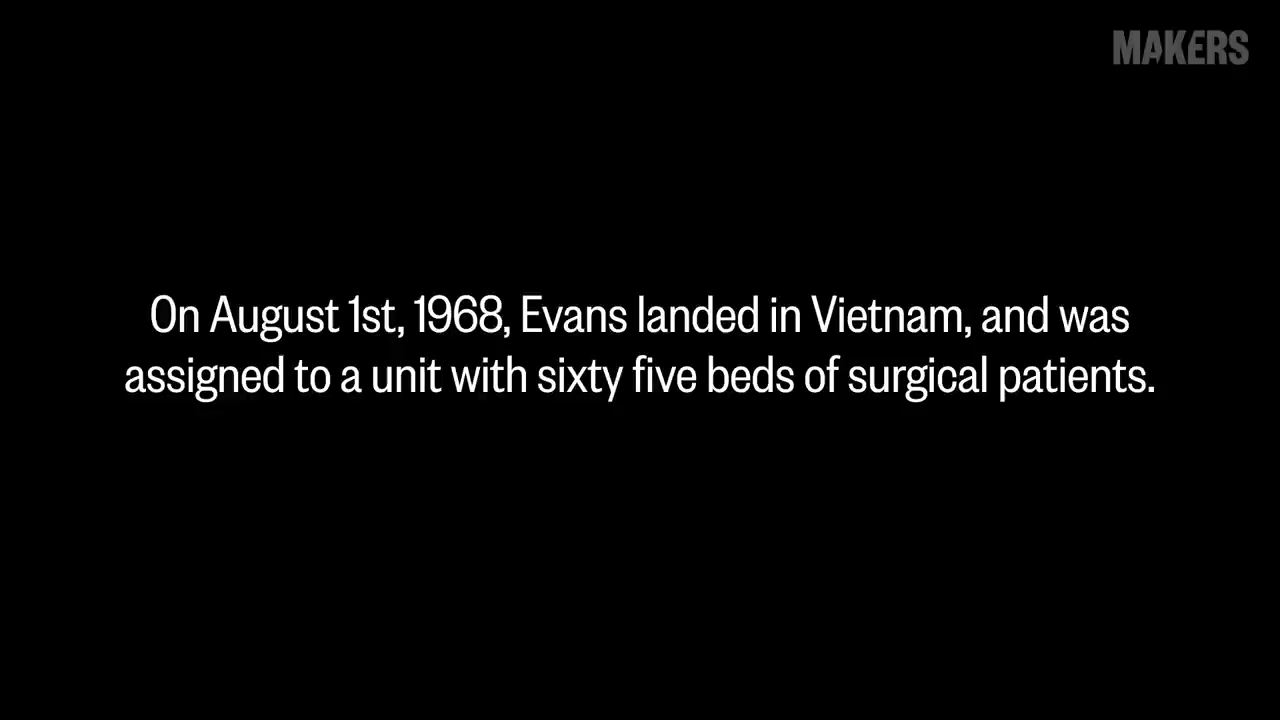 MAKERS
On August 1st, 1968, Evans landed in Vietnam, and was
assigned to a unit with sixty five beds of surgical patients.